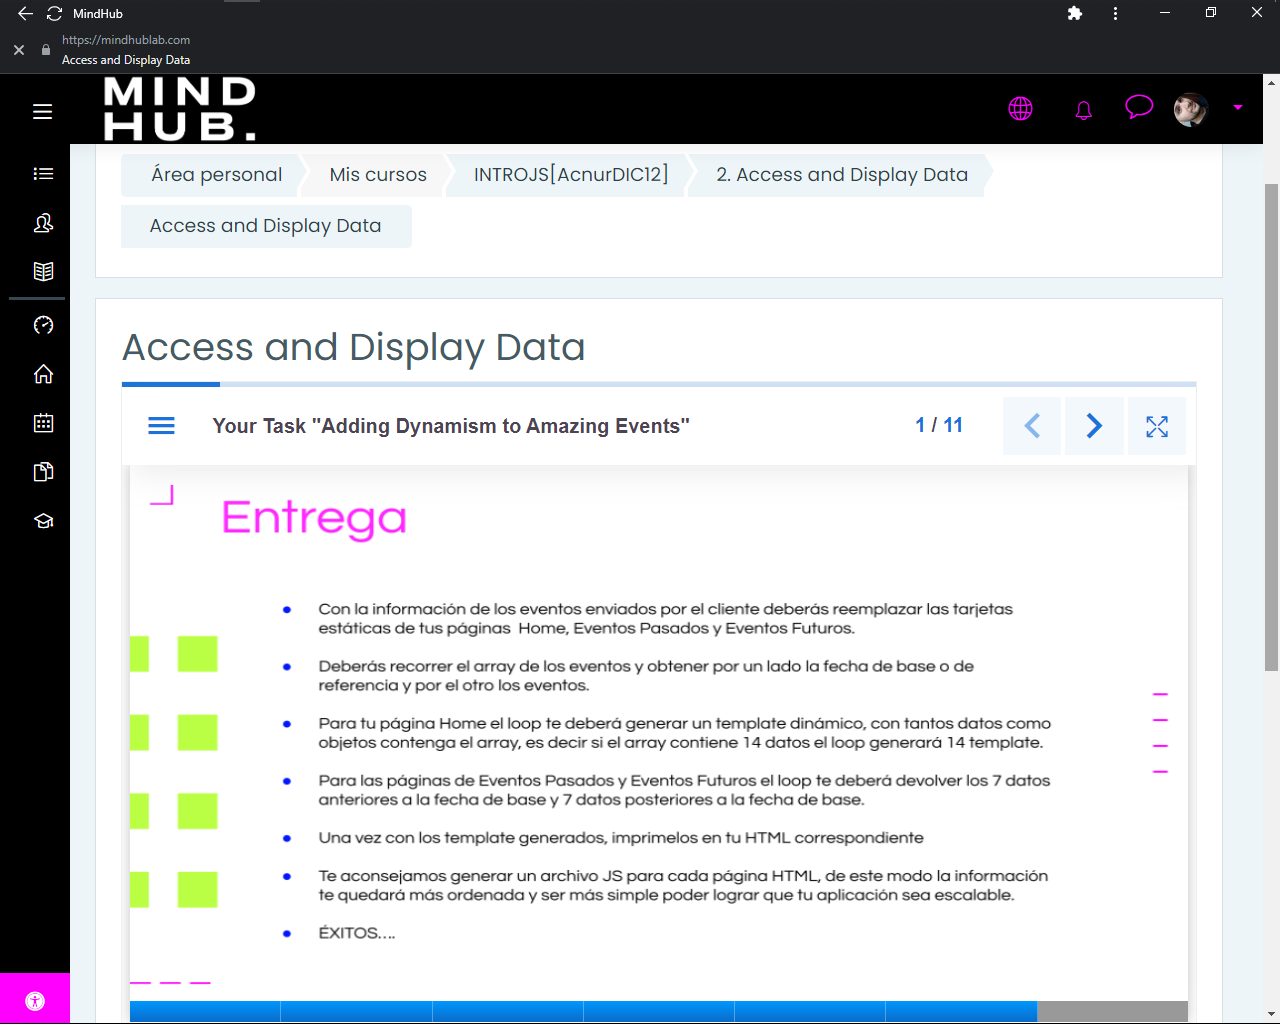 MindHub
https://mindhublab.com
Access and Display Data
MIND
HUB.
Área personal
Mis cursos
INTROJS[AcnurDIC12]
2. Access and Display Data
Access and Display Data
Access and Display Data
Your Task "Adding Dynamism to Amazing Events"
1 / 11
Entrega
Con la información de los eventos enviados por el cliente deberás reemplazar las tarjetas
estáticas de tus páginas Home, Eventos Pasados y Eventos Futuros.
Deberás recorrer el array de los eventos y obtener por un lado la fecha de base o de
referencia y por el otro los eventos.
Para tu página Home el loop te deberá generar un template dinámico, con tantos datos como
objetos contenga el array, es decir si el array contiene 14 datos el loop generará 14 template.
Para las páginas de Eventos Pasados y Eventos Futuros el loop te deberá devolver los 7 datos
anteriores a la fecha de base y 7 datos posteriores a la fecha de base.
Una vez con los template generados, imprimelos en tu HTML correspondiente
Te aconsejamos generar un archivo JS para cada página HTML, de este modo la información
te quedará más ordenada y ser más simple poder lograr que tu aplicación sea escalable.
ÉXITOS....